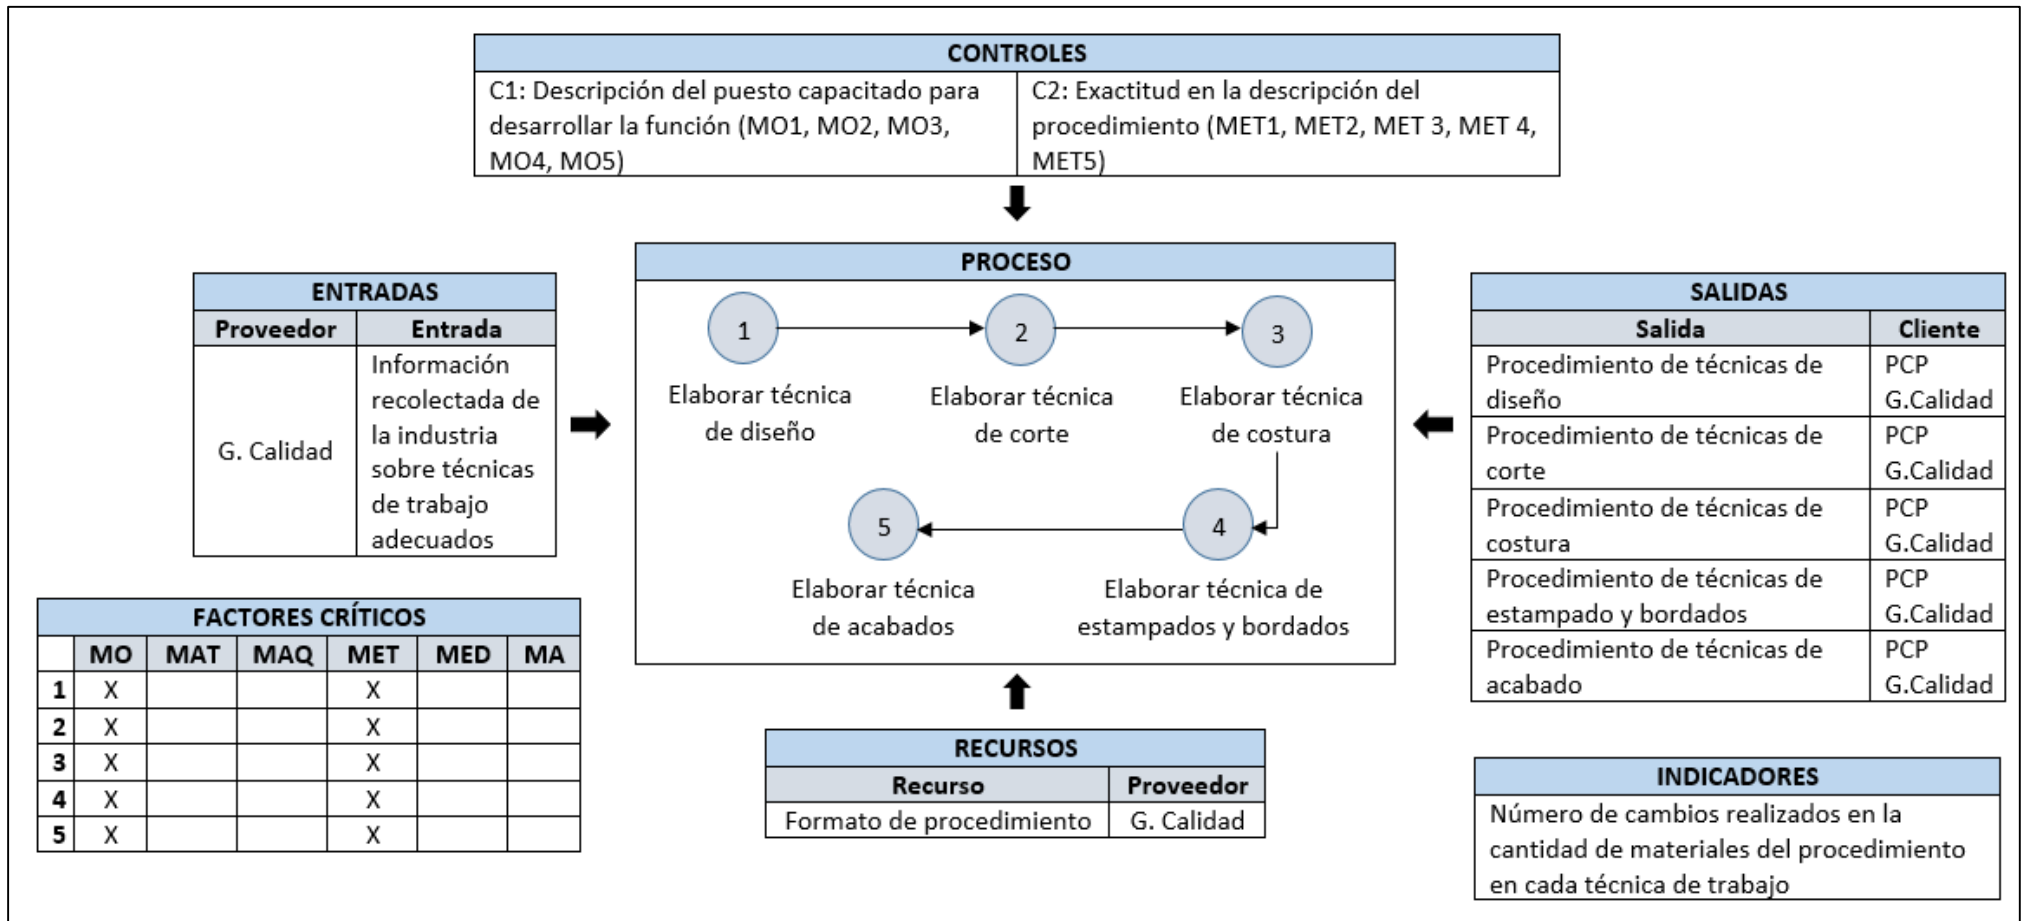 CONTROLES
C1: Descripción del puesto capacitado para
desarrollar la función (MO1, MO2, MO3,
MO4, MO5)
C2: Exactitud en la descripción del
procedimiento (MET1, MET2, MET 3, MET 4,
MET5)
ENTRADAS
Proveedor Entrada
G. Calidad
Información
recolectada de
la industria
sobre técnicas
de trabajo
adecuados
PROCESO
1
Elaborar técnica
de diseño
2
Elaborar técnica
de corte
3
Elaborar técnica
de costura
4
Elaborar técnica de
estampados y bordados
5
Elaborar técnica
de acabados
SALIDAS
Salida Cliente
Procedimiento de técnicas de PCP
diseño G.Calidad
Procedimiento de técnicas de PCP
corte G.Calidad
Procedimiento de técnicas de PCP
costura G.Calidad
Procedimiento de técnicas de PCP
estampado y bordados G.Calidad
Procedimiento de técnicas de PCP
acabado G.Calidad
FACTORES CRÍTICOS
MO MAT MAQ MET MED MA
1 X X
2 X X
3 X X
4 X X
5 X X
RECURSOS
Recurso Proveedor
Formato de procedimiento G. Calidad
INDICADORES
Número de cambios realizados en la
cantidad de materiales del procedimiento
en cada técnica de trabajo